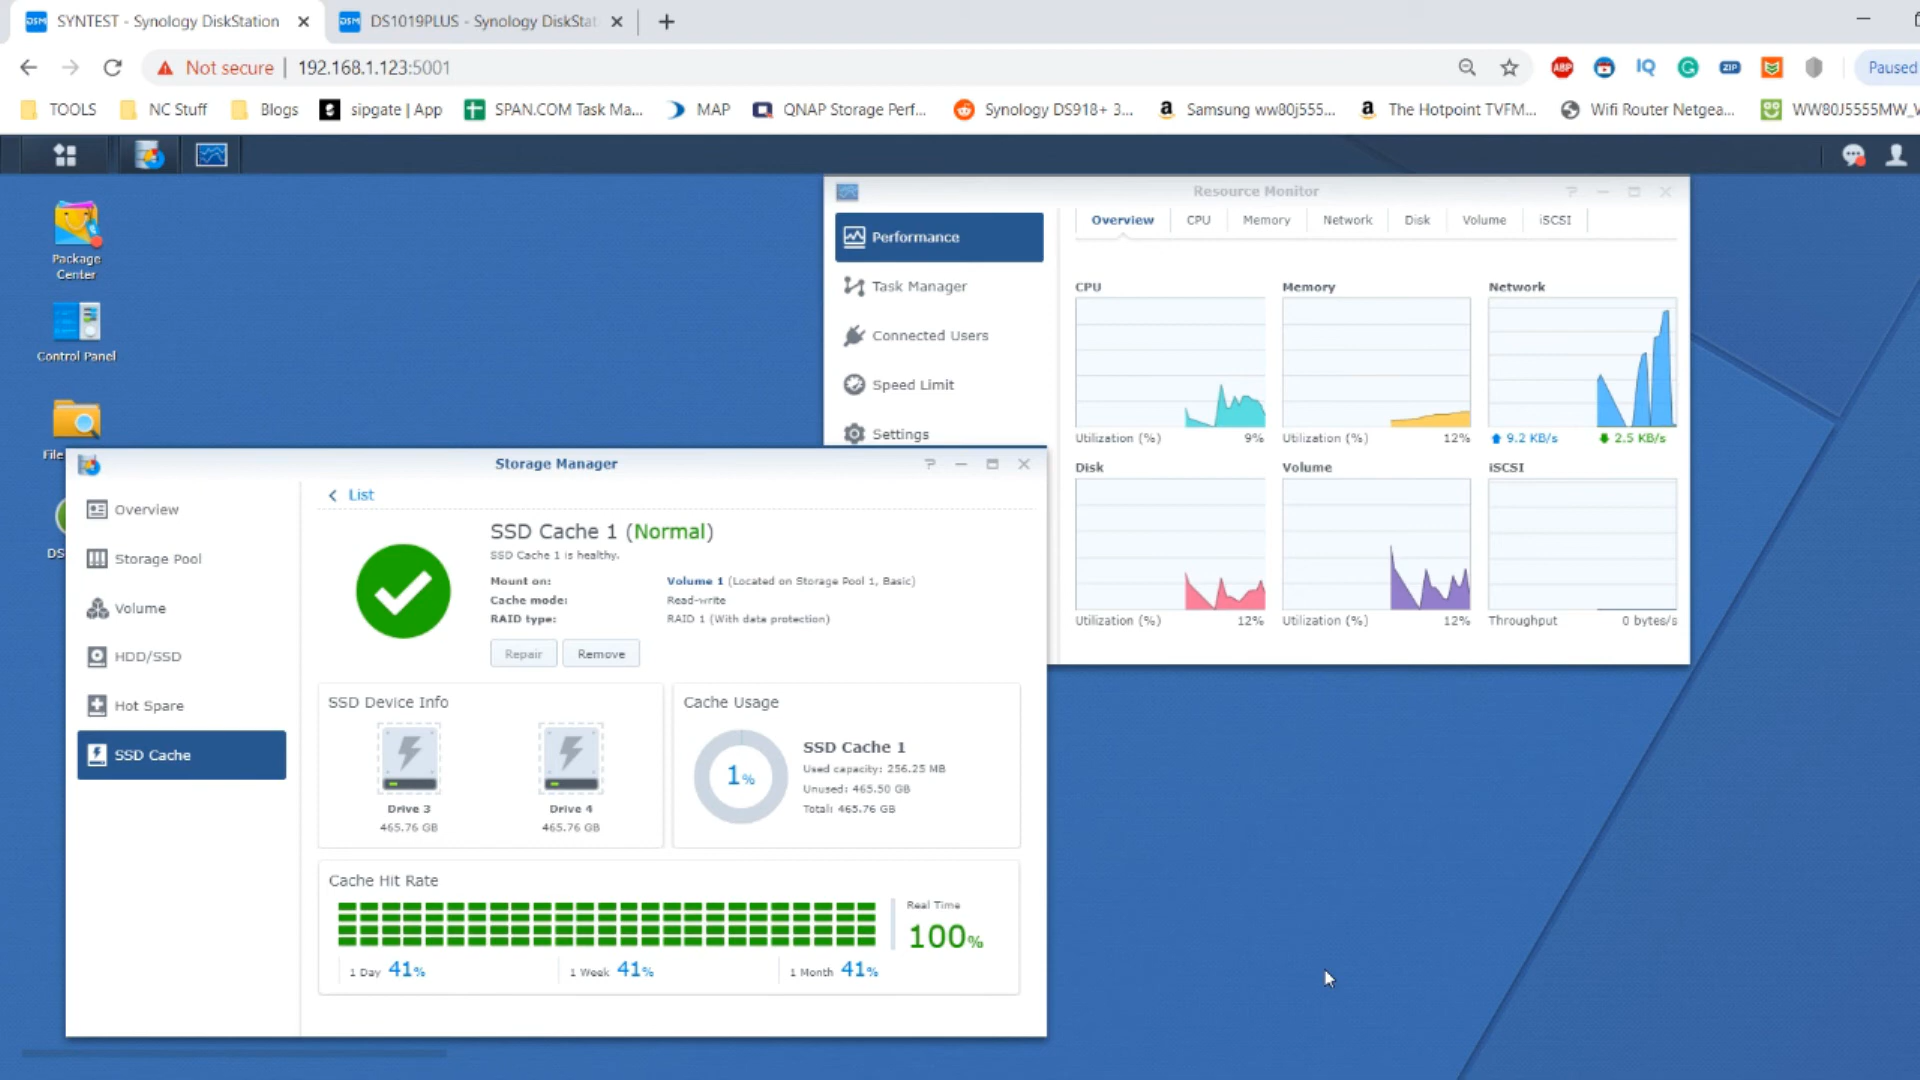 SYNTEST - Synology DiskStation
DS1019PLUS - Synology DiskStat
Not secure
192.168.1.123:5001
ABP
IQ
ZIP
Paused
TOOLS
NC Stuff
Blogs
sipgate | App
SPAN.COM Task Ma...
MAP
QNAP Storage Perf...
Synology DS918+ 3...
Samsung ww80j555...
The Hotpoint TVFM...
Wifi Router Netgea...
WW80J5555MW_V
Package
Center
Control Panel
File
DS
Resource Monitor
Performance
Task Manager
Connected Users
Speed Limit
Settings
Overview
CPU
Memory
Network
Disk
Volume
iSCSI
CPU
Utilization (%) 9%
Memory
Utilization (%) 12%
Network
9.2 KB/s 2.5 KB/s
Disk
Utilization (%) 12%
Volume
Utilization (%) 12%
iSCSI
Throughput 0 bytes/s
Storage Manager
Overview
Storage Pool
Volume
HDD/SSD
Hot Spare
SSD Cache
List
SSD Cache 1 (Normal)
SSD Cache 1 is healthy.
Mount on: Volume 1 (Located on Storage Pool 1, Basic)
Cache mode: Read-write
RAID type: RAID 1 (With data protection)
Repair
Remove
SSD Device Info
Drive 3
465.76 GB
Drive 4
465.76 GB
Cache Usage
1%
SSD Cache 1
Used capacity: 256.25 MB
Unused: 465.50 GB
Total: 465.76 GB
Cache Hit Rate
Real Time
100%
1 Day 41%
1 Week 41%
1 Month 41%